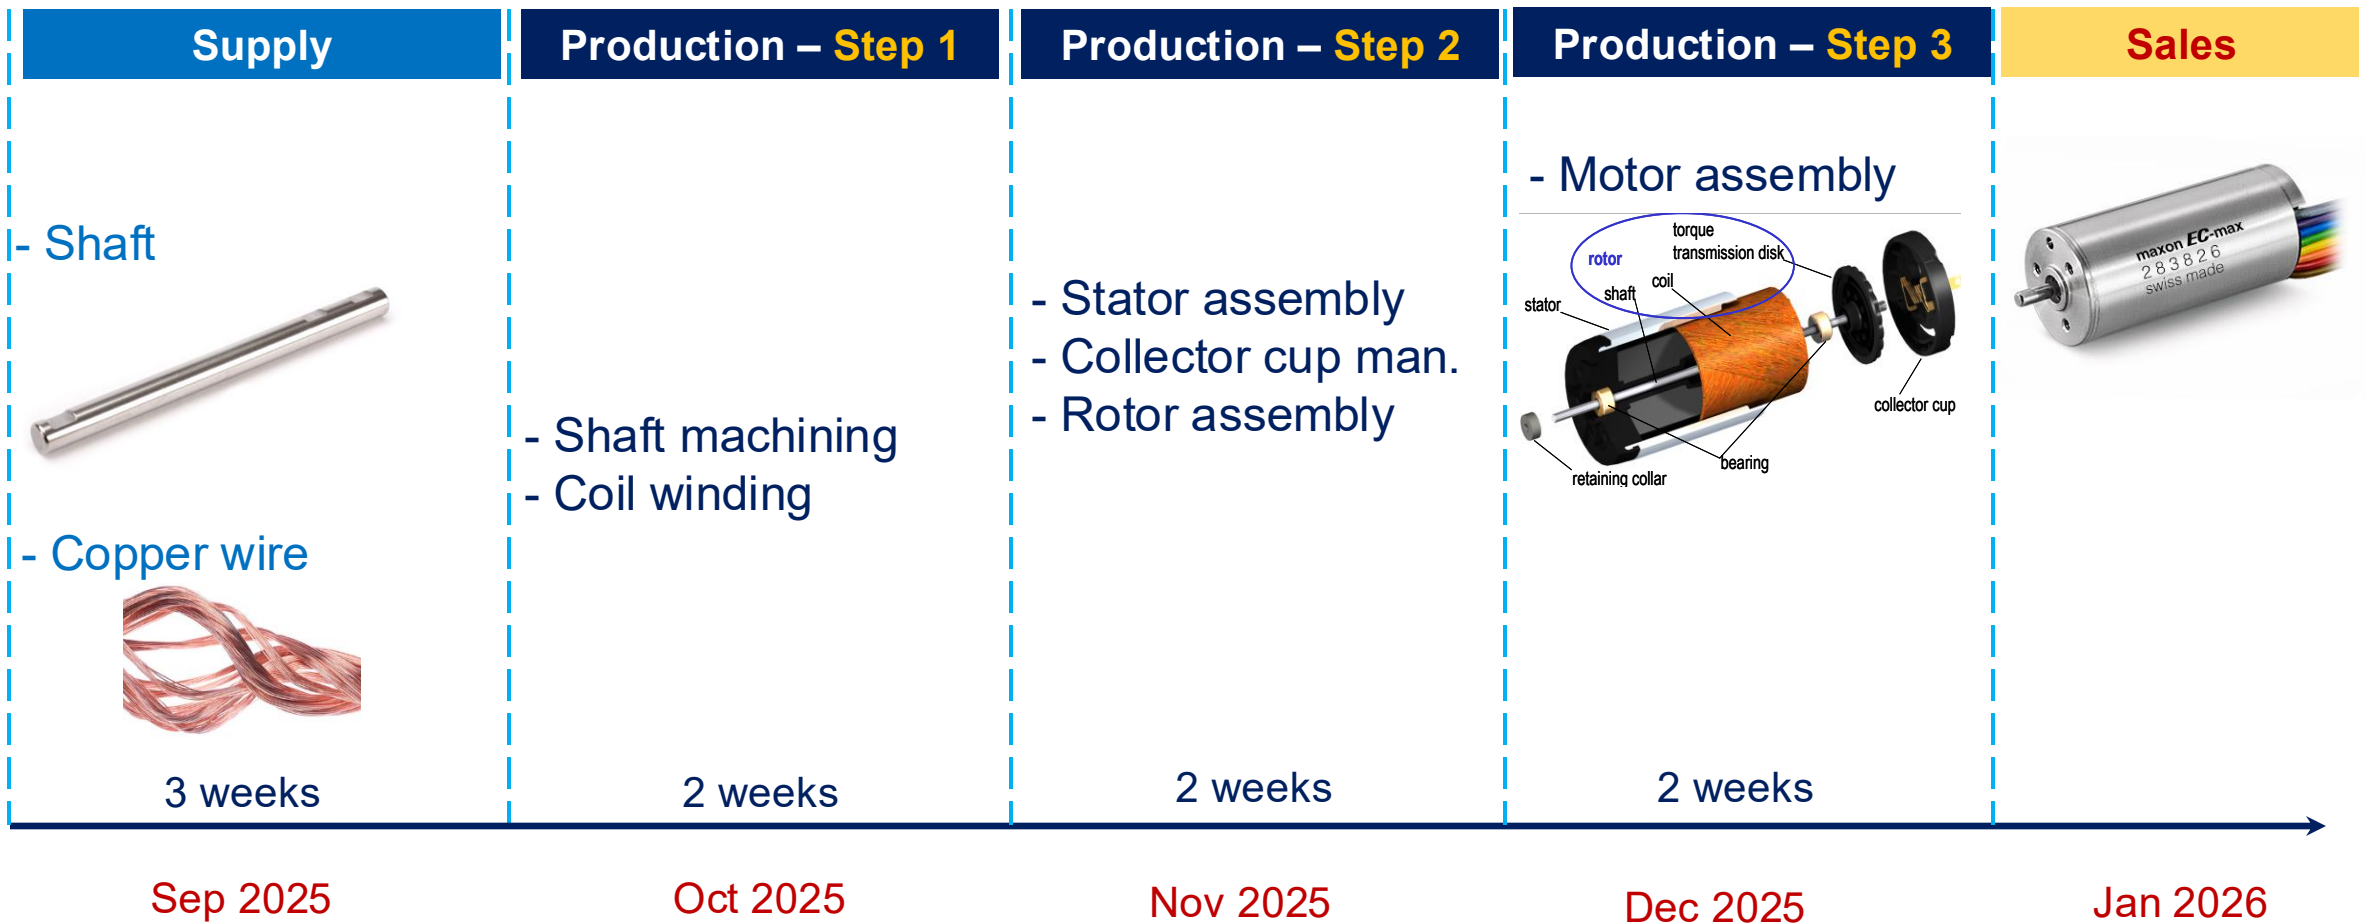 Supply
Production – Step 1
Production – Step 2
Production – Step 3
Sales
- Shaft
- Copper wire
3 weeks
- Shaft machining
- Coil winding
2 weeks
- Stator assembly
- Collector cup man.
- Rotor assembly
2 weeks
- Motor assembly
torque
transmission disk
rotor
coil
shaft
stator
collector cup
bearing
retaining collar
2 weeks
maxon EC-max
283826
swiss made
Sep 2025
Oct 2025
Nov 2025
Dec 2025
Jan 2026